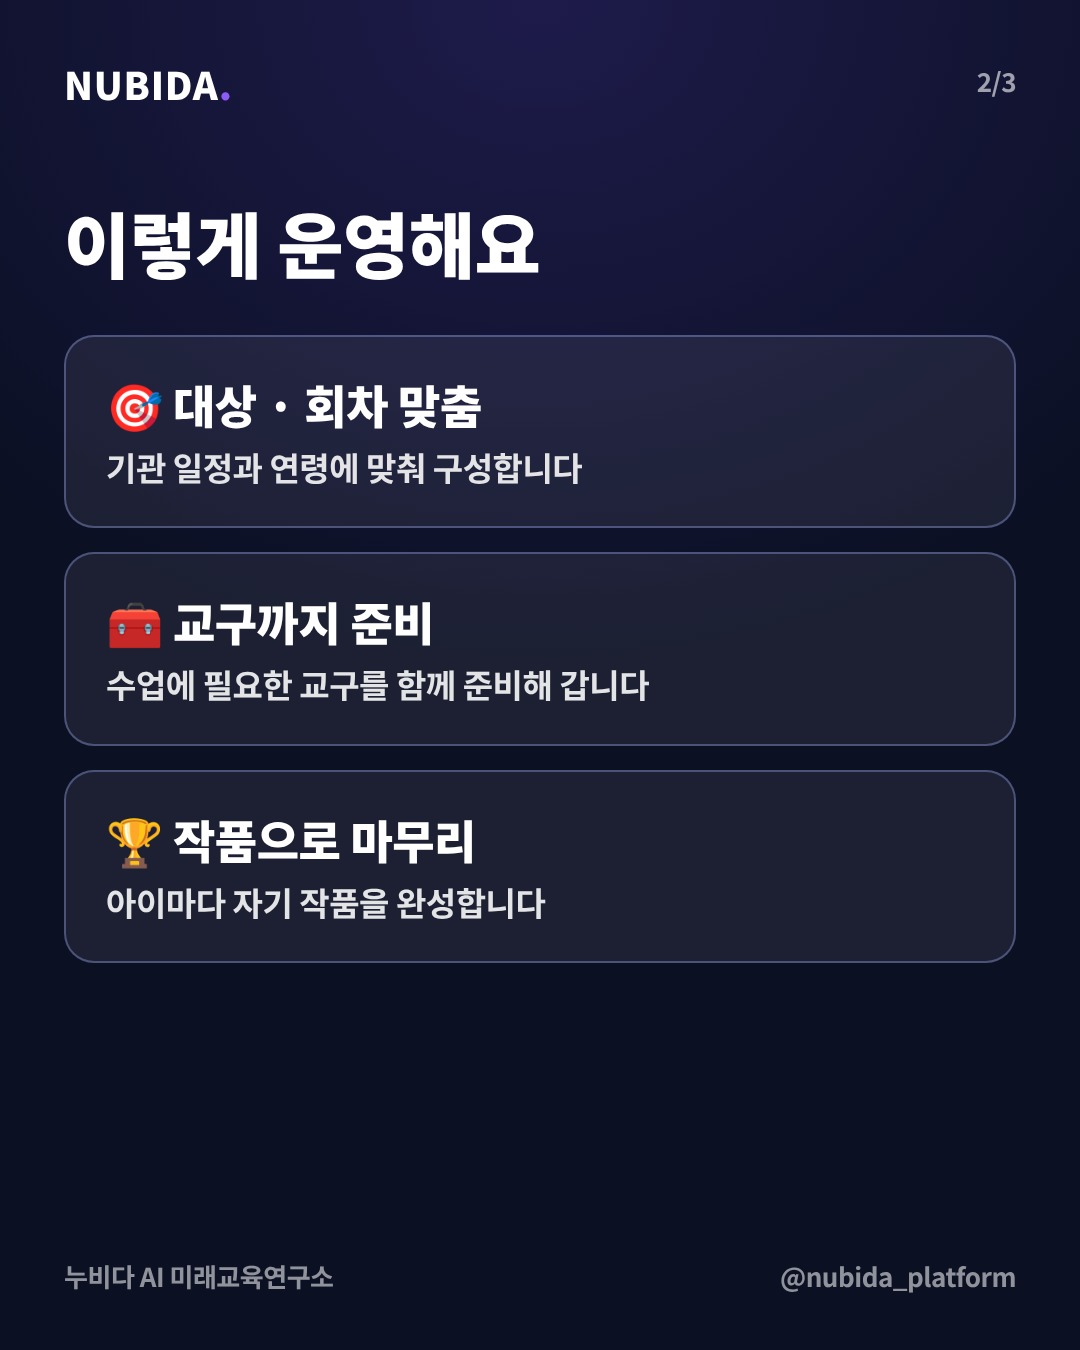 NUBIDA.
2/3
이렇게 운영해요
🎯 대상 · 회차 맞춤
기관 일정과 연령에 맞춰 구성합니다
🧰 교구까지 준비
수업에 필요한 교구를 함께 준비해 갑니다
🏆 작품으로 마무리
아이마다 자기 작품을 완성합니다
누비다 AI 미래교육연구소
@nubida_platform